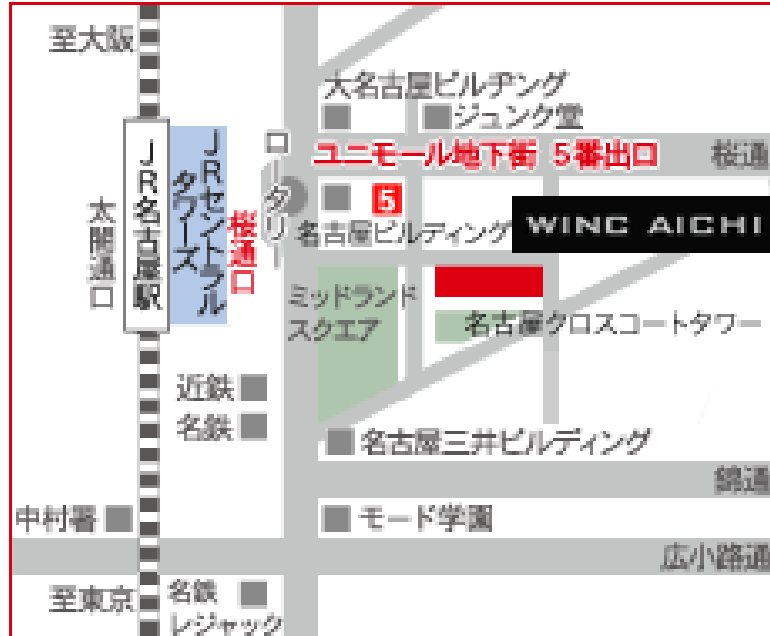 至大阪
大名古屋ビルヂング
ジュンク堂
ユニモール地下街 5番出口
桜通
JR名古屋駅
JRセントラル
タワーズ
ロータリー
桜通口
太閤通口
5
名古屋ビルディング
WINC AICHI
ミッドランド
スクエア
名古屋クロスコートタワー
近鉄
名鉄
名古屋三井ビルディング
錦通
中村署
モード学園
広小路通
至東京
名鉄
レジャック